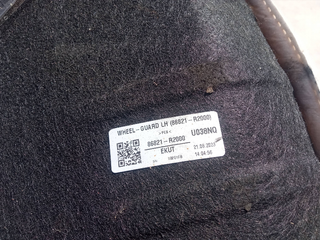 WHEEL-GUARD LH (86821-R2000)
86821-R2000 U038NQ
EKUT